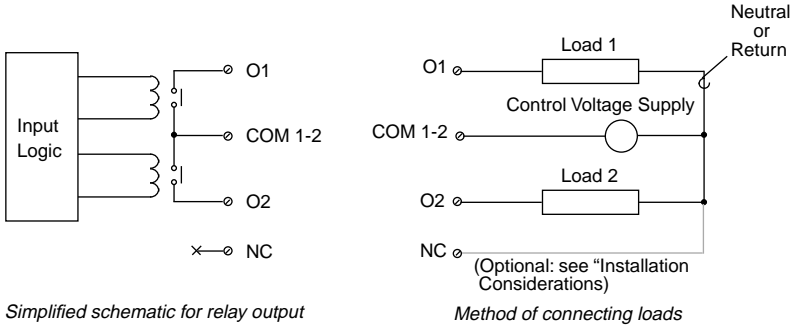 Input
Logic
O1
COM 1-2
O2
NC
Simplified schematic for relay output
Neutral
or
Return
Load 1
O1
Control Voltage Supply
COM 1-2
Load 2
O2
NC
(Optional: see “Installation
Considerations)
Method of connecting loads